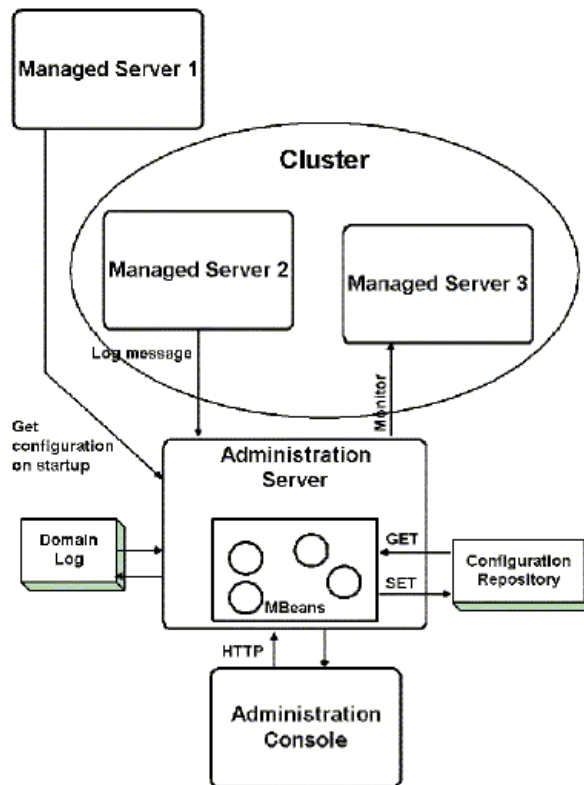 Managed Server 1
Cluster
Managed Server 2
Managed Server 3
Log message
Monitor
Get
configuration
on startup
Administration
Server
Domain
Log
GET
SET
Configuration
Repository
MBeans
HTTP
Administration
Console